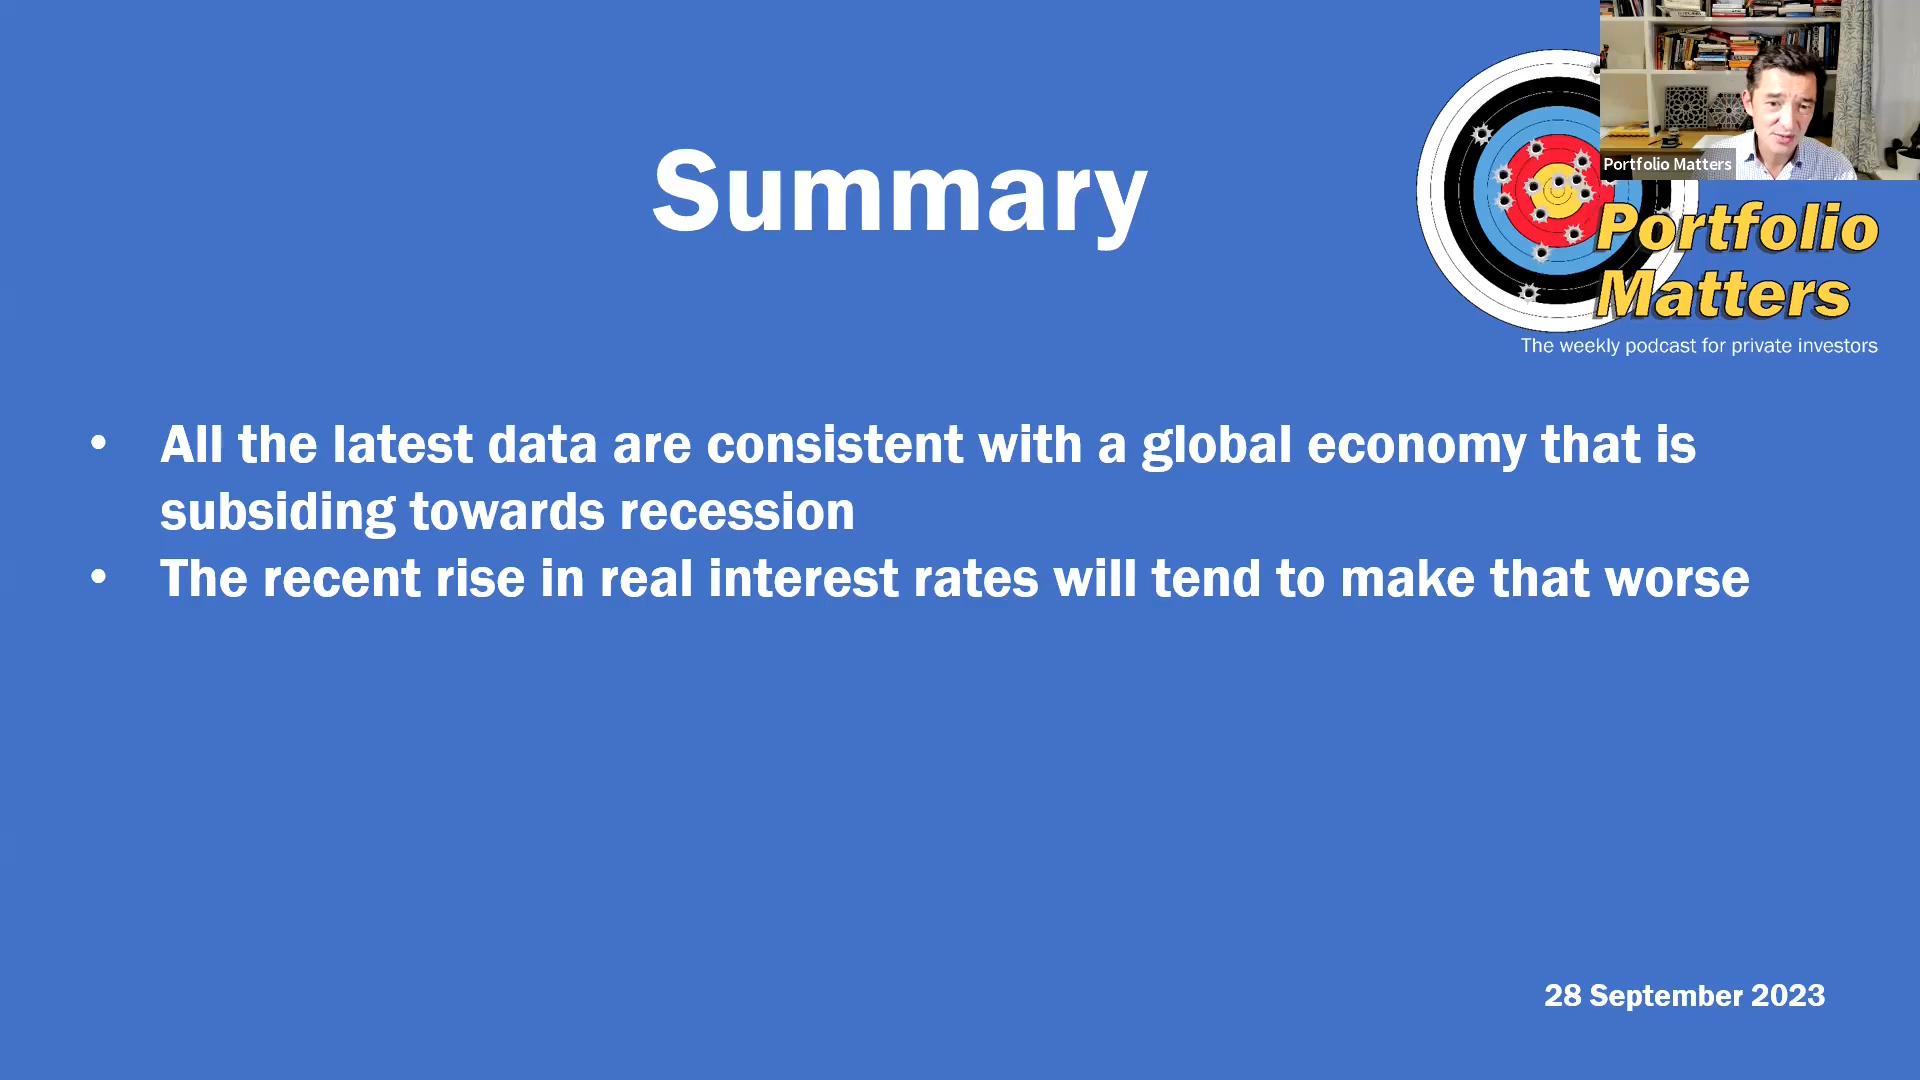 Summary
Portfolio Matters
Portfolio
Matters
The weekly podcast for private investors
• All the latest data are consistent with a global economy that is
subsiding towards recession
• The recent rise in real interest rates will tend to make that worse
28 September 2023